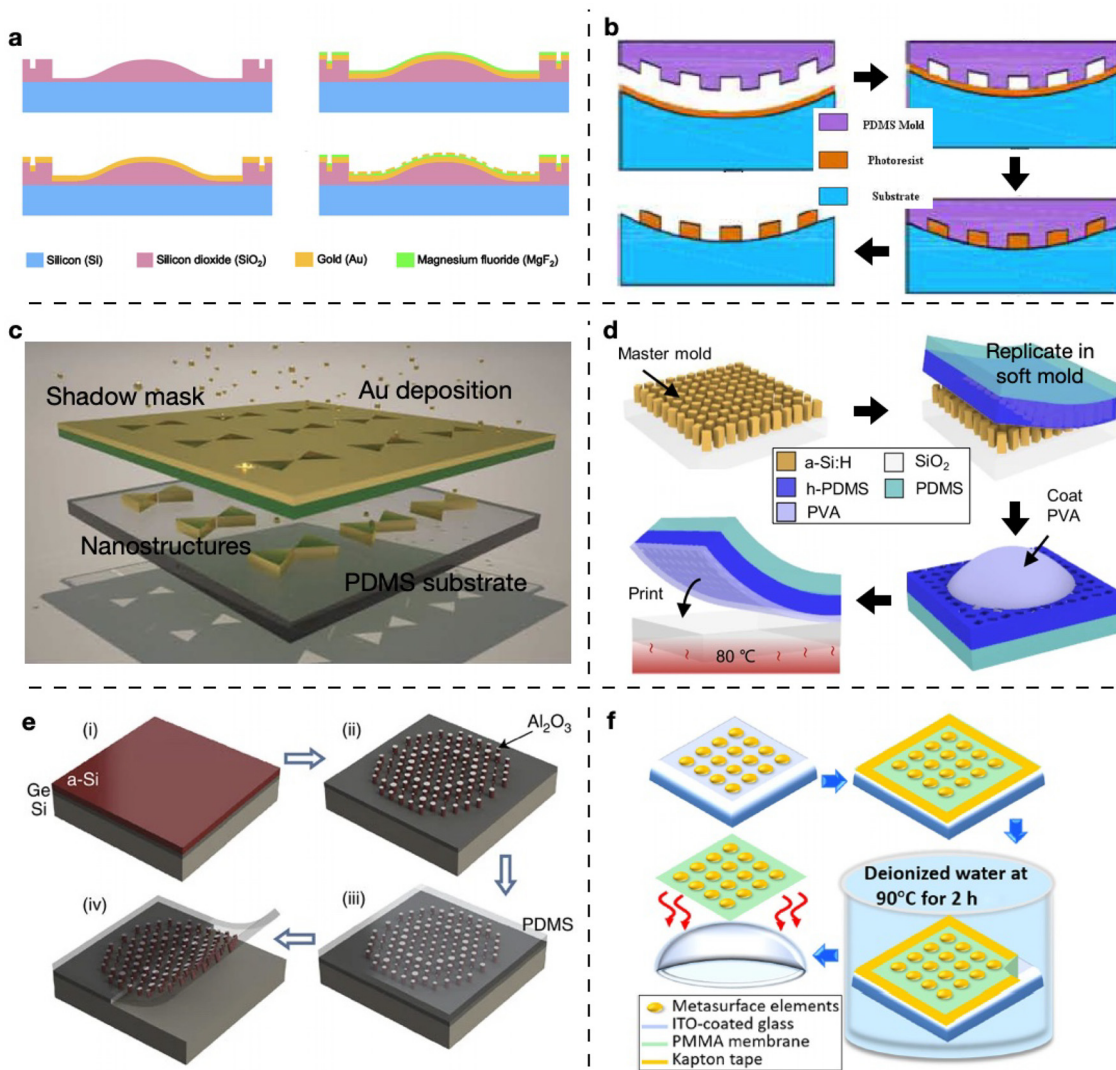 a
Silicon (Si)
Silicon dioxide (SiO₂)
Gold (Au)
Magnesium fluoride (MgF₂)
b
PDMS Mold
Photoresist
Substrate
c
Shadow mask
Au deposition
Nanostructures
PDMS substrate
d
Master mold
Replicate in
soft mold
a-Si:H
SiO₂
h-PDMS
PDMS
PVA
Coat
PVA
Print
80 ℃
e
(i)
a-Si
Ge
Si
(ii)
Al₂O₃
(iii)
PDMS
(iv)
f
Deionized water at
90°C for 2 h
Metasurface elements
ITO-coated glass
PMMA membrane
Kapton tape